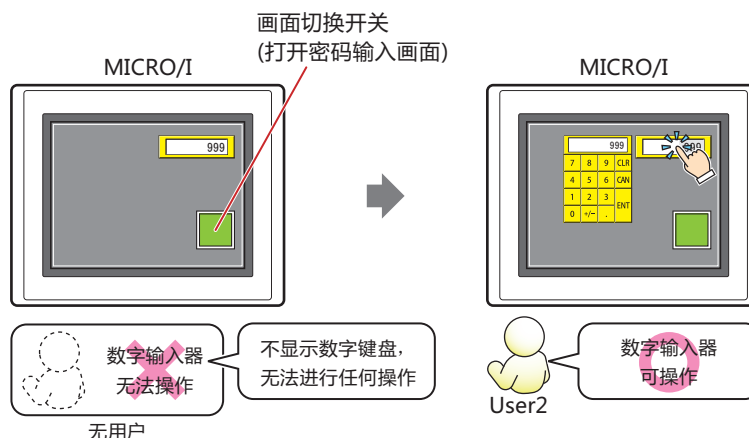 画面切换开关
(打开密码输入画面)
MICRO/I
999
数字输入器
无法操作
不显示数字键盘，
无法进行任何操作
无用户
MICRO/I
999
7 8 9 CLR
4 5 6 CAN
1 2 3 ENT
0 +/− .
数字输入器
可操作
User2